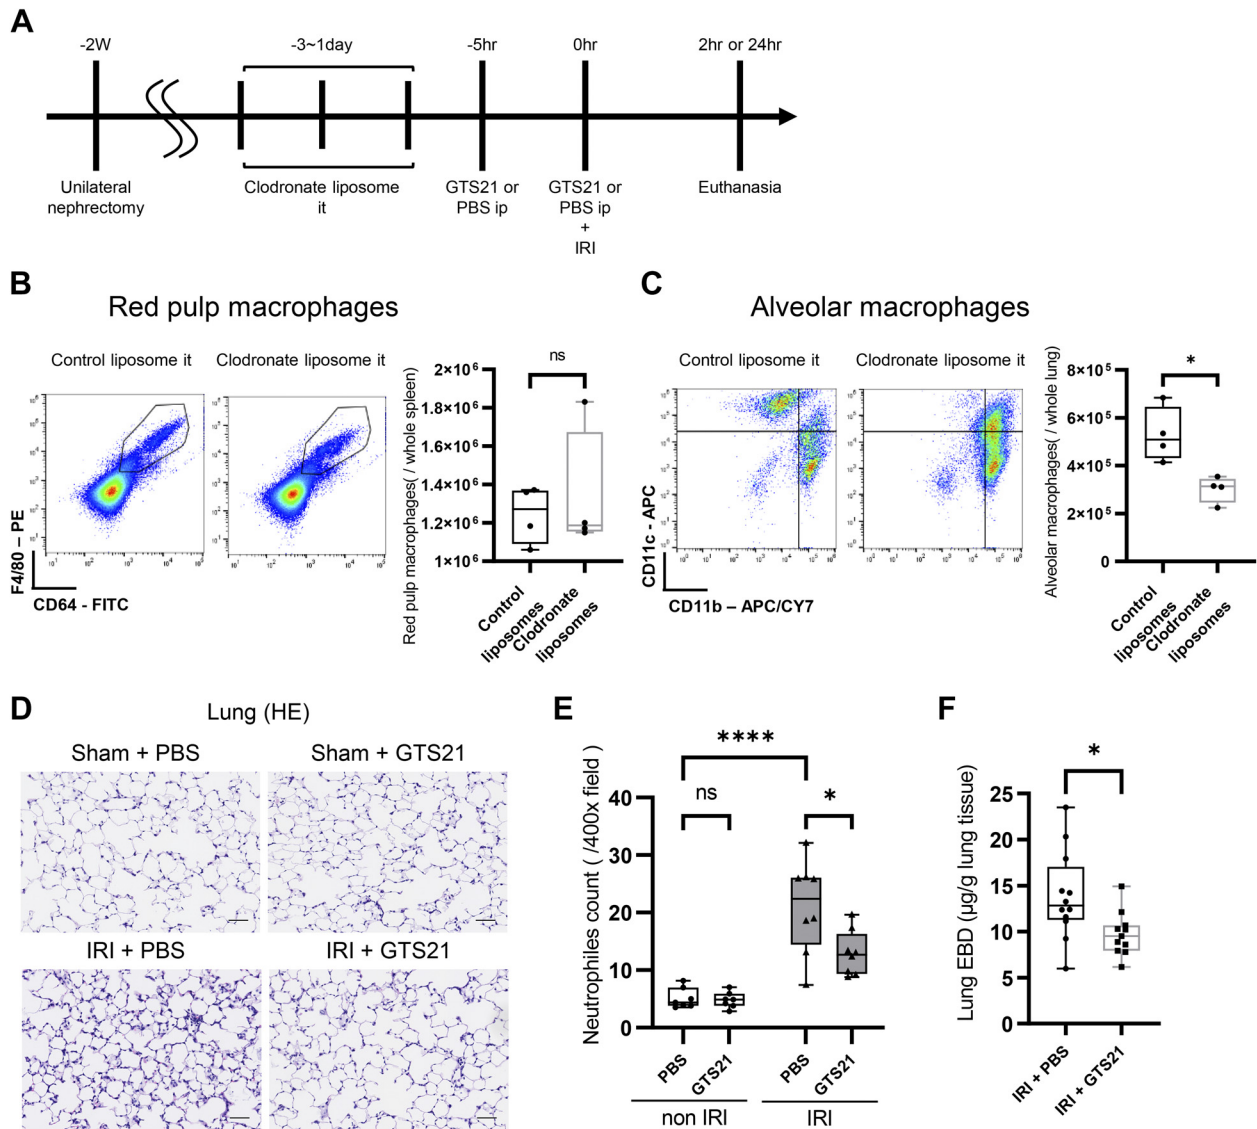 A
-2W
-3~1day
-5hr
0hr
2hr or 24hr
Unilateral
nephrectomy
Clodronate liposome
it
GTS21 or
PBS ip
GTS21 or
PBS ip
+
IRI
Euthanasia
B
Red pulp macrophages
Control liposome it
Clodronate liposome it
F4/80 – PE
CD64 - FITC
Red pulp macrophages( / whole spleen)
2×10⁶
1.8×10⁶
1.6×10⁶
1.4×10⁶
1.2×10⁶
1×10⁶
ns
Control
liposomes
Clodronate
liposomes
C
Alveolar macrophages
Control liposome it
Clodronate liposome it
CD11c - APC
CD11b – APC/CY7
Alveolar macrophages( / whole lung)
8×10⁵
6×10⁵
4×10⁵
2×10⁵
0
*
Control
liposomes
Clodronate
liposomes
D
Lung (HE)
Sham + PBS
Sham + GTS21
IRI + PBS
IRI + GTS21
E
Neutrophiles count ( /400x field )
40
30
20
10
0
****
ns
*
PBS
GTS21
PBS
GTS21
non IRI
IRI
F
Lung EBD (μg/g lung tissue)
25
20
15
10
5
0
*
IRI + PBS
IRI + GTS21